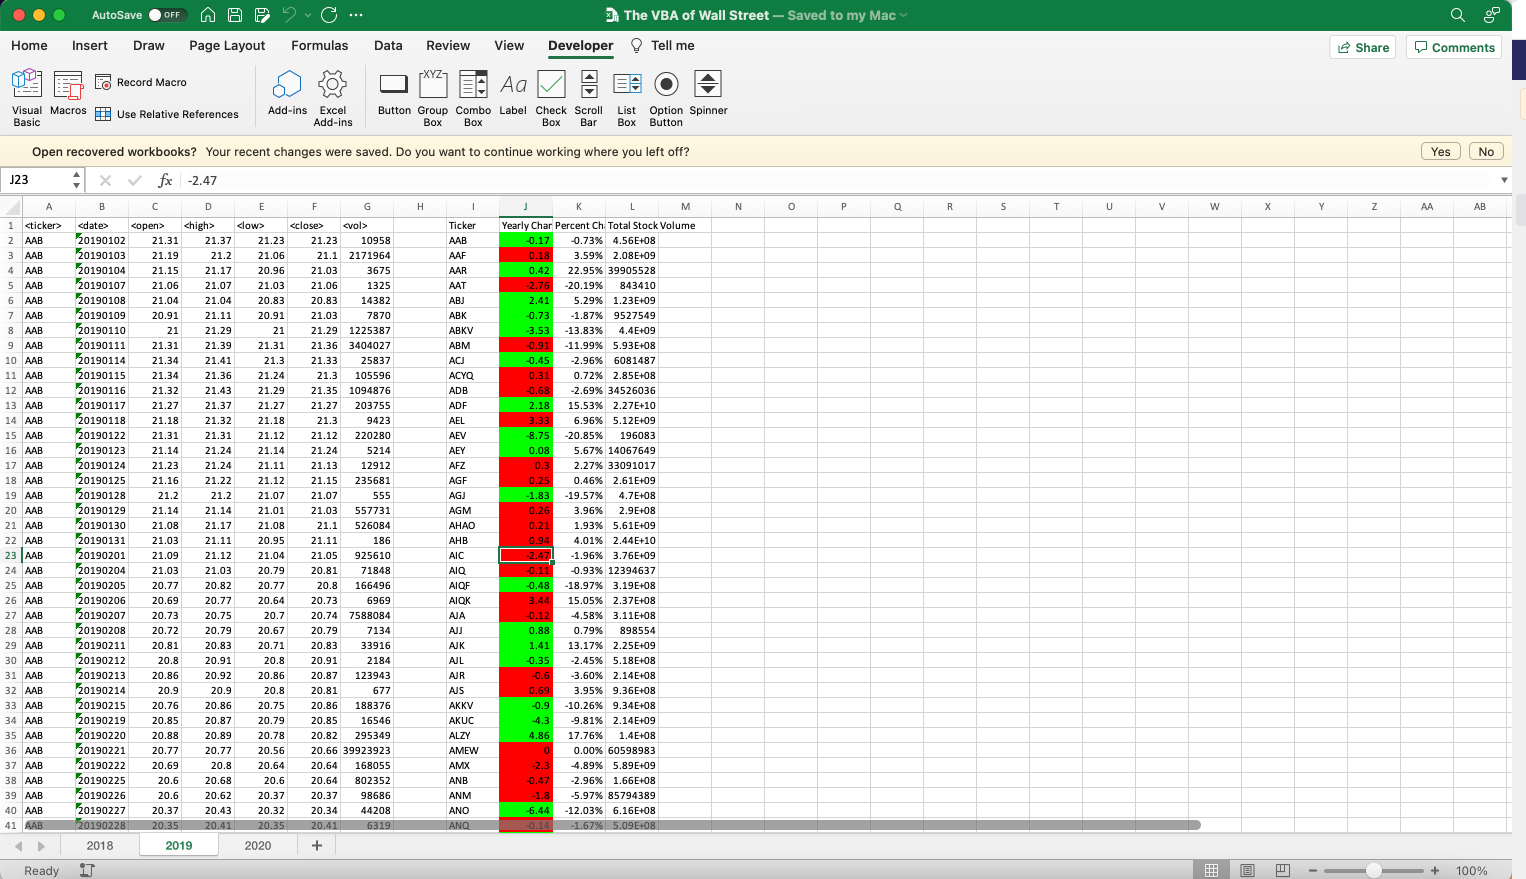 AutoSave OFF The VBA of Wall Street — Saved to my Mac
Home Insert Draw Page Layout Formulas Data Review View Developer Tell me Share Comments
Visual Basic Macros Record Macro Use Relative References Add-ins Excel Add-ins Button Group Box Combo Box Label Check Box Scroll Bar List Box Option Button Spinner
XYZ Aa
Open recovered workbooks? Your recent changes were saved. Do you want to continue working where you left off? Yes No
J23 fx -2.47
A B C D E F G H I J K L M N O P Q R S T U V W X Y Z AA AB
1 <ticker> <date> <open> <high> <low> <close> <vol> Ticker Yearly Char Percent Ch Total Stock Volume
2 AAB 20190102 21.31 21.37 21.23 21.23 10958 AAB -0.17 -0.73% 4.56E+08
3 AAB 20190103 21.19 21.2 21.06 21.1 2171964 AAF 0.18 3.59% 2.08E+09
4 AAB 20190104 21.15 21.17 20.96 21.03 3675 AAR 0.42 22.95% 39905528
5 AAB 20190107 21.06 21.07 21.03 21.06 1325 AAT -2.76 -20.19% 843410
6 AAB 20190108 21.04 21.04 20.83 20.83 14382 ABJ 2.41 5.29% 1.23E+09
7 AAB 20190109 20.91 21.11 20.91 21.03 7870 ABK -0.73 -1.87% 9527549
8 AAB 20190110 21 21.29 21 21.29 1225387 ABKV -3.53 -13.83% 4.4E+09
9 AAB 20190111 21.31 21.39 21.31 21.36 3404027 ABM -0.91 -11.99% 5.93E+08
10 AAB 20190114 21.34 21.41 21.3 21.33 25837 ACJ -0.45 -2.96% 6081487
11 AAB 20190115 21.34 21.36 21.24 21.3 105596 ACYQ 0.31 0.72% 2.85E+08
12 AAB 20190116 21.32 21.43 21.29 21.35 1094876 ADB -0.68 -2.69% 34526036
13 AAB 20190117 21.27 21.37 21.27 21.27 203755 ADF 2.18 15.53% 2.27E+10
14 AAB 20190118 21.18 21.32 21.18 21.3 9423 AEL 3.33 6.96% 5.12E+09
15 AAB 20190122 21.31 21.31 21.12 21.12 220280 AEV -8.75 -20.85% 196083
16 AAB 20190123 21.14 21.24 21.14 21.24 5214 AEY 0.08 5.67% 14067649
17 AAB 20190124 21.23 21.24 21.11 21.13 12912 AFZ 0.3 2.27% 33091017
18 AAB 20190125 21.16 21.22 21.12 21.15 235681 AGF 0.25 0.46% 2.61E+09
19 AAB 20190128 21.2 21.2 21.07 21.07 555 AGJ -1.83 -19.57% 4.7E+08
20 AAB 20190129 21.14 21.14 21.01 21.03 557731 AGM 0.26 3.96% 2.9E+08
21 AAB 20190130 21.08 21.17 21.08 21.1 526084 AHAO 0.21 1.93% 5.61E+09
22 AAB 20190131 21.03 21.11 20.95 21.11 186 AHB 0.94 4.01% 2.44E+10
23 AAB 20190201 21.09 21.12 21.04 21.05 925610 AIC -2.47 -1.96% 3.76E+09
24 AAB 20190204 21.03 21.03 20.79 20.81 71848 AIQ -0.11 -0.93% 12394637
25 AAB 20190205 20.77 20.82 20.77 20.8 166496 AIQF -0.48 -18.97% 3.19E+08
26 AAB 20190206 20.69 20.77 20.64 20.73 6969 AIQK 3.44 15.05% 2.37E+08
27 AAB 20190207 20.73 20.75 20.7 20.74 7588084 AJA -0.12 -4.58% 3.11E+08
28 AAB 20190208 20.72 20.79 20.67 20.79 7134 AJJ 0.88 0.79% 898554
29 AAB 20190211 20.81 20.83 20.71 20.83 33916 AJK 1.41 13.17% 2.25E+09
30 AAB 20190212 20.8 20.91 20.8 20.91 2184 AJL -0.35 -2.45% 5.18E+08
31 AAB 20190213 20.86 20.92 20.86 20.87 123943 AJR -0.6 -3.60% 2.14E+08
32 AAB 20190214 20.9 20.9 20.8 20.81 677 AJS 0.69 3.95% 9.36E+08
33 AAB 20190215 20.76 20.86 20.75 20.86 188376 AKKV -0.9 -10.26% 9.34E+08
34 AAB 20190219 20.85 20.87 20.79 20.85 16546 AKUC -4.3 -9.81% 2.14E+09
35 AAB 20190220 20.88 20.89 20.78 20.82 295349 ALZY 4.86 17.76% 1.4E+08
36 AAB 20190221 20.77 20.77 20.56 20.66 39923923 AMEW 0 0.00% 60598983
37 AAB 20190222 20.69 20.8 20.64 20.64 168055 AMX -2.3 -4.89% 5.89E+09
38 AAB 20190225 20.6 20.68 20.6 20.64 802352 ANB -0.47 -2.96% 1.66E+08
39 AAB 20190226 20.6 20.62 20.37 20.37 98686 ANM -1.8 -5.97% 85794389
40 AAB 20190227 20.37 20.43 20.32 20.34 44208 ANO -6.44 -12.03% 6.16E+08
41 AAB 20190228 20.35 20.41 20.35 20.41 6319 ANQ -0.14 -1.67% 5.09E+08
2018 2019 2020 +
Ready 100%